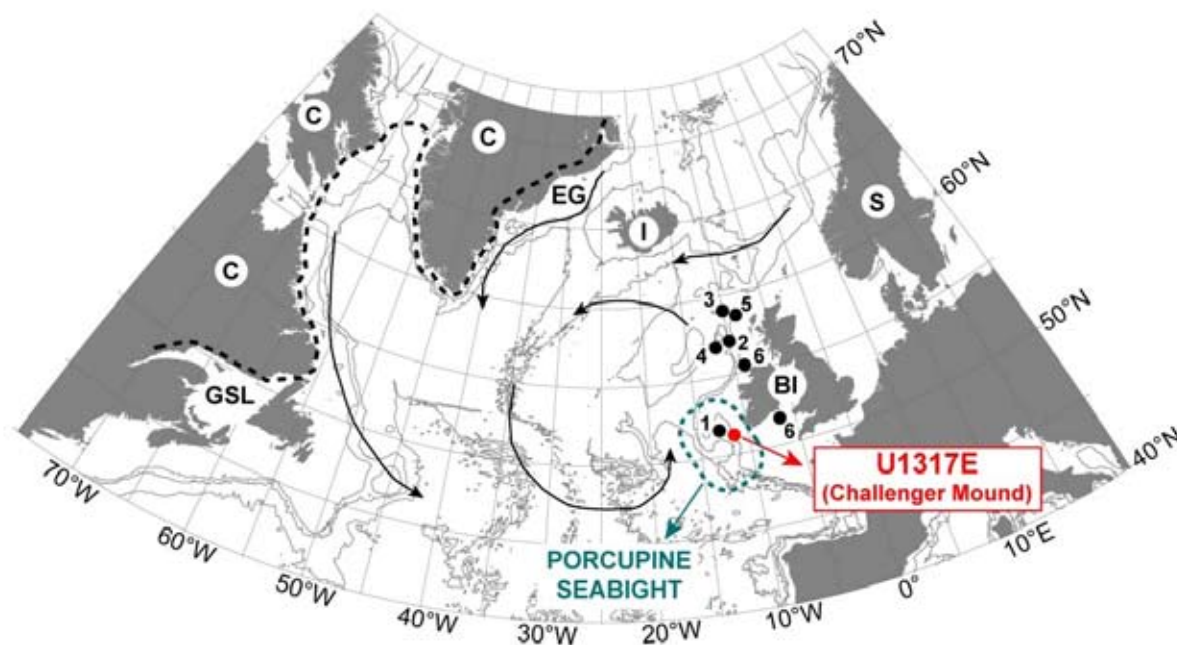 70°N
C
C
C
60°N
EG
S
I
C
50°N
3
5
2
4
6
BI
GSL
1
6
40°N
U1317E
(Challenger Mound)
70°W
10°E
60°W
PORCUPINE
SEABIGHT
0°
50°W
10°W
40°W
20°W
30°W